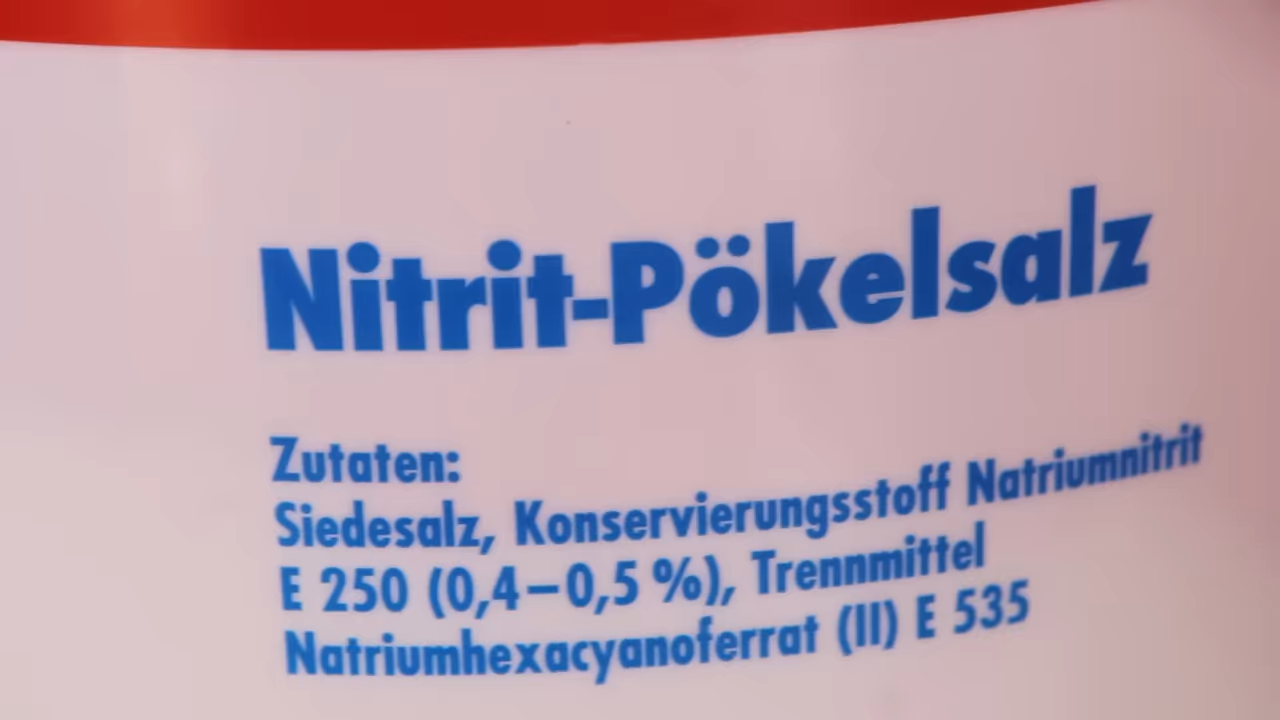 Nitrit-Pökelsalz
Zutaten:
Siedesalz, Konservierungsstoff Natriumnitrit
E 250 (0,4–0,5 %), Trennmittel
Natriumhexacyanoferrat (II) E 535